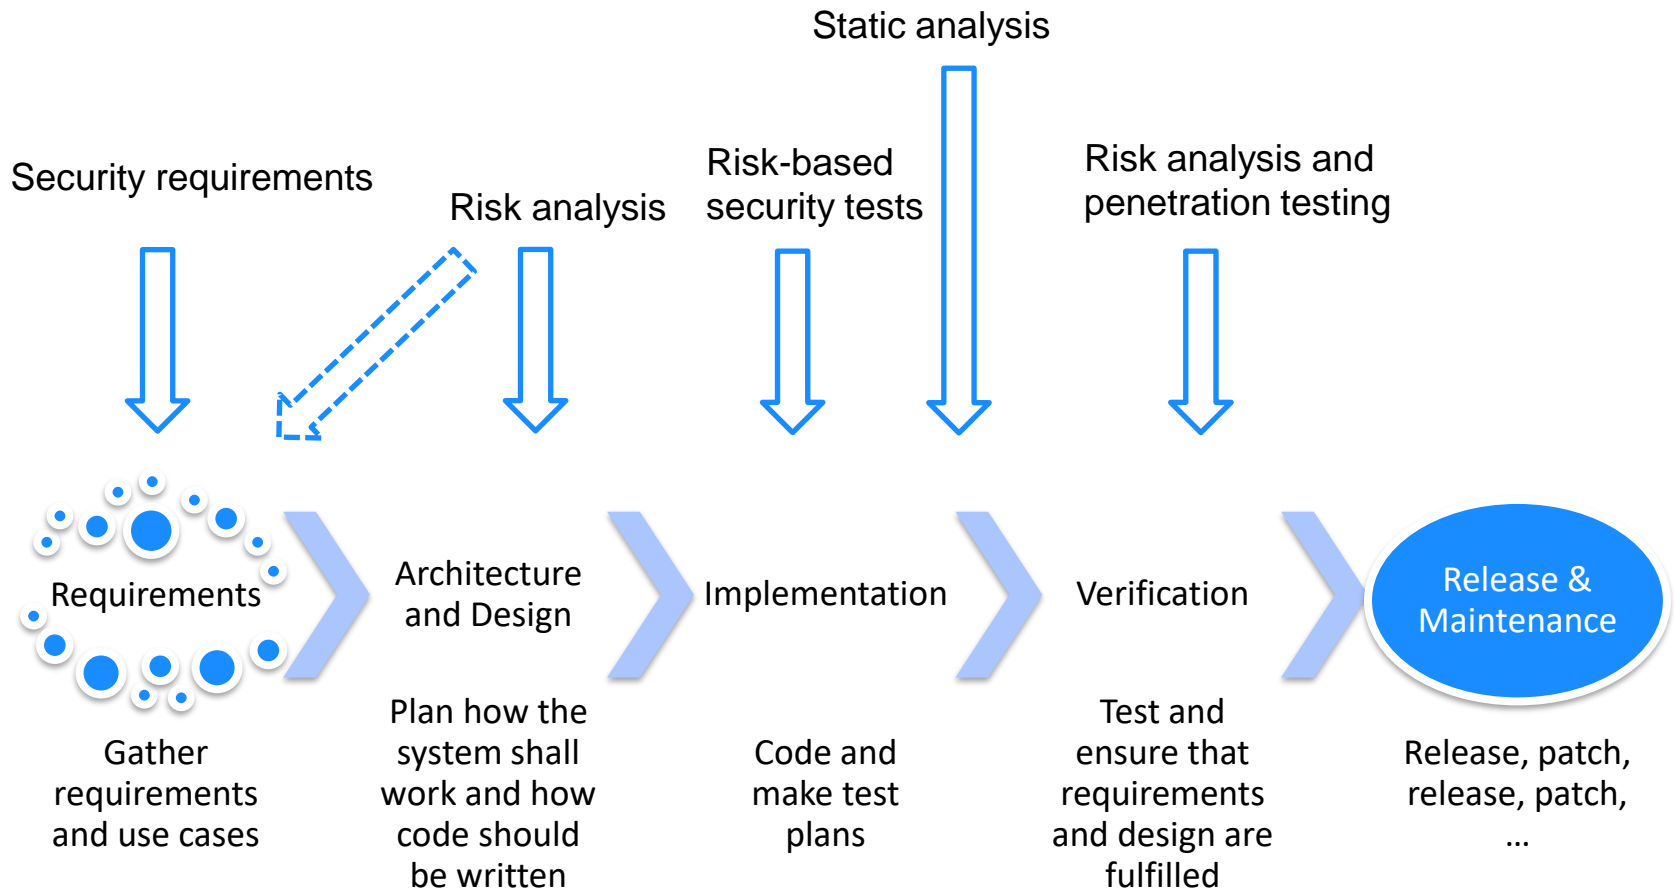 Static analysis
Security requirements
Risk analysis
Risk-based
security tests
Risk analysis and
penetration testing
Requirements
Architecture
and Design
Implementation
Verification
Release &
Maintenance
Gather
requirements
and use cases
Plan how the
system shall
work and how
code should
be written
Code and
make test
plans
Test and
ensure that
requirements
and design are
fulfilled
Release, patch,
release, patch,
...